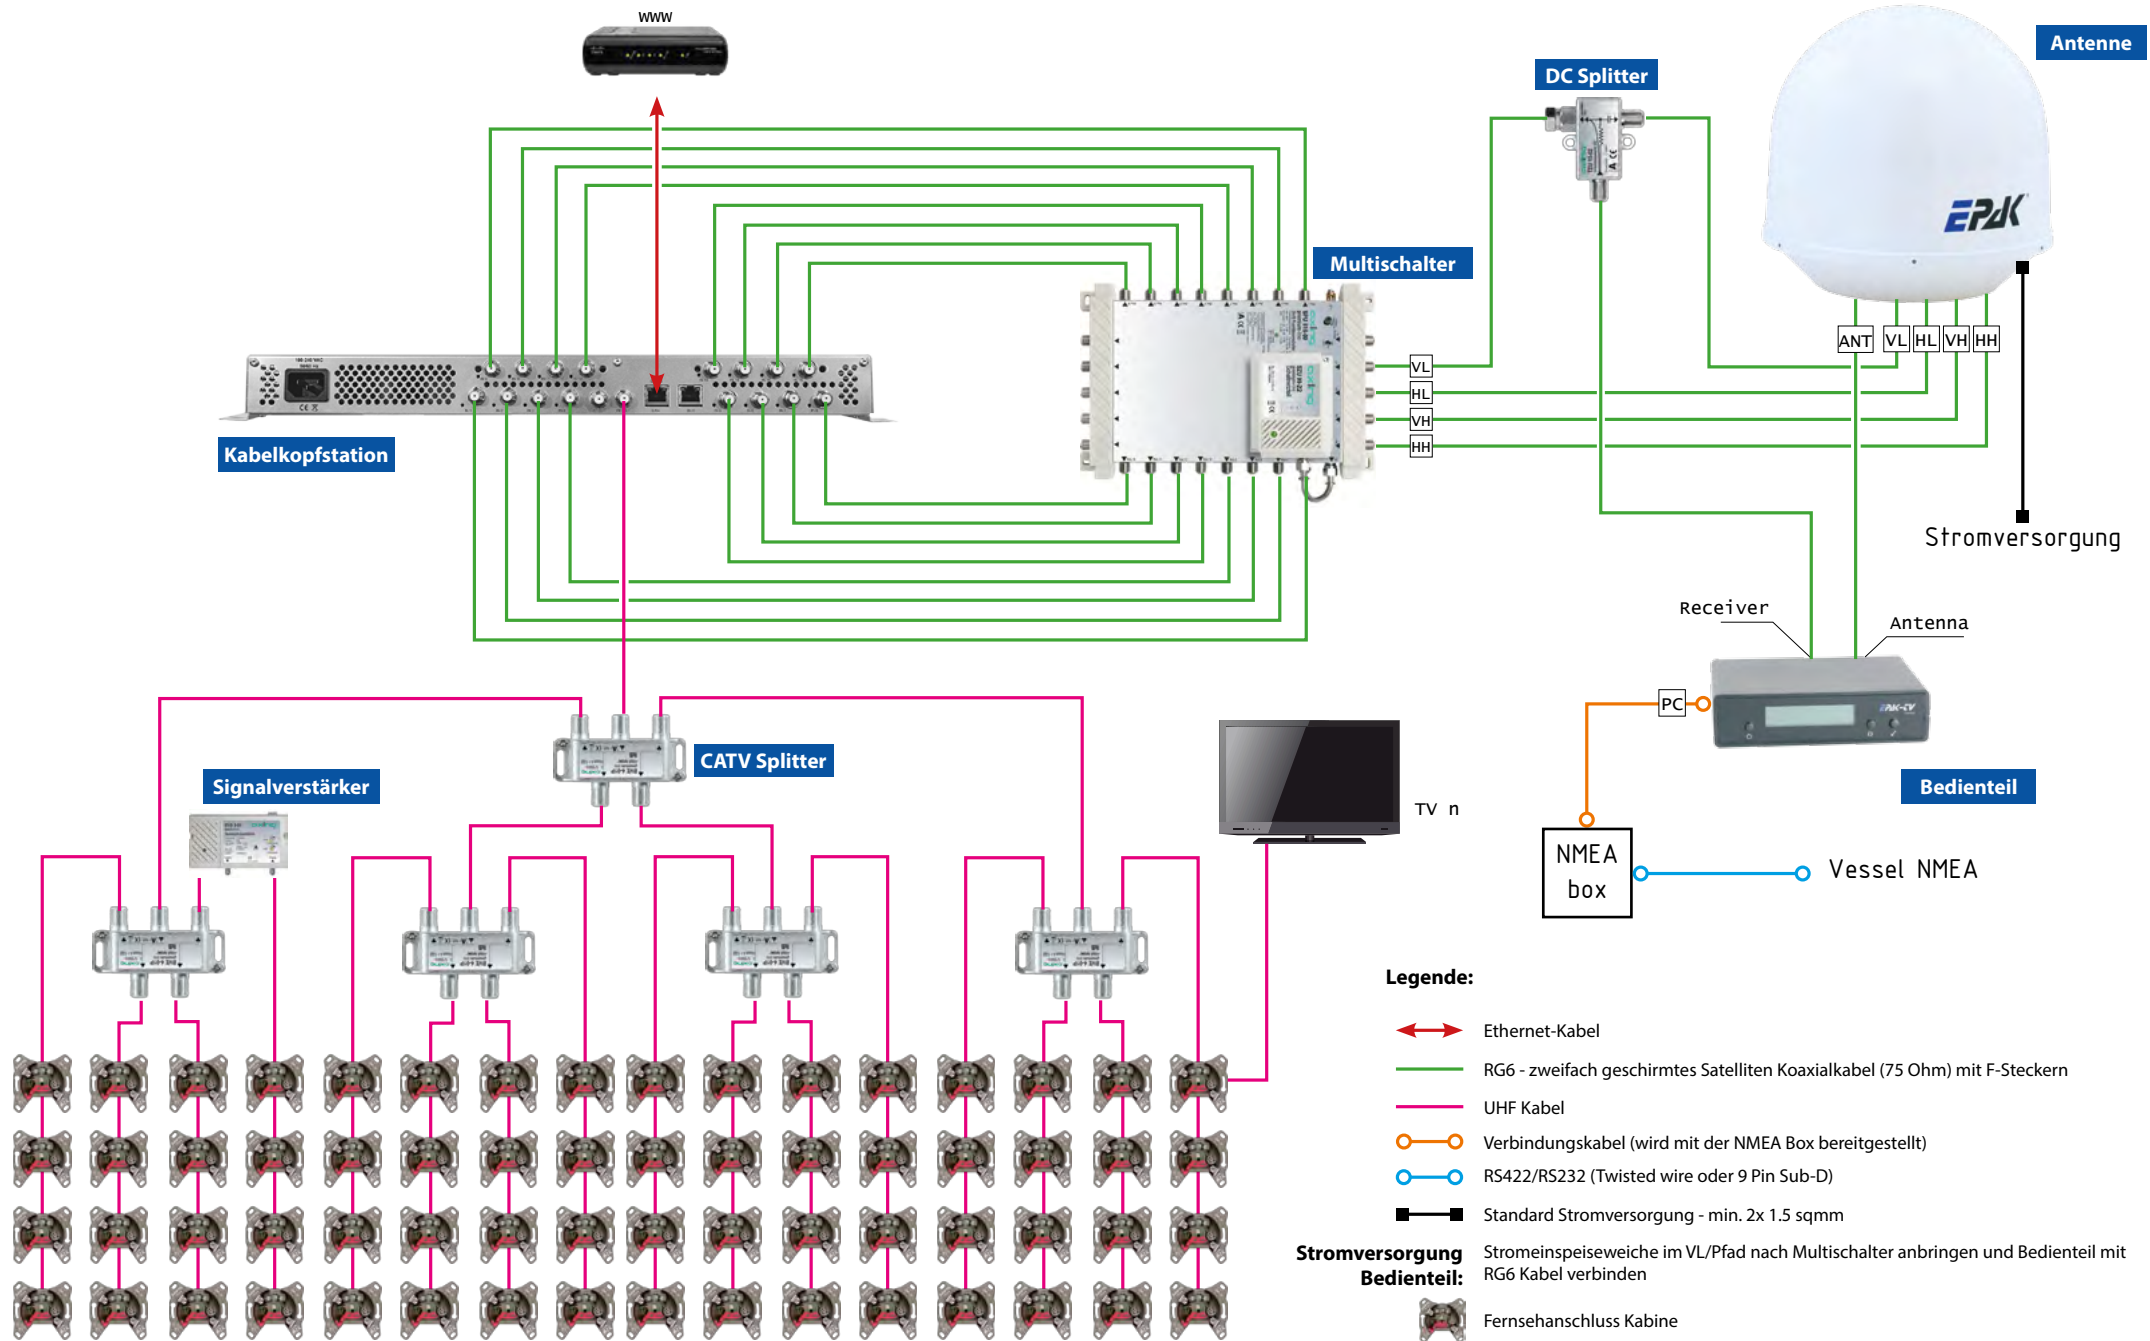 WWW
Antenne
DC Splitter
EPAK
Multischalter
ANT
VL
HL
VH
HH
VL
HL
VH
HH
Kabelkopfstation
Stromversorgung
Receiver
Antenna
PC
EPAK-TV
Bedienteil
CATV Splitter
Signalverstärker
TV n
NMEA
box
Vessel NMEA
Legende:
Ethernet-Kabel
RG6 - zweifach geschirmtes Satelliten Koaxialkabel (75 Ohm) mit F-Steckern
UHF Kabel
Verbindungskabel (wird mit der NMEA Box bereitgestellt)
RS422/RS232 (Twisted wire oder 9 Pin Sub-D)
Standard Stromversorgung - min. 2x 1.5 sqmm
Stromversorgung
Bedienteil:
Stromeinspeiseweiche im VL/Pfad nach Multischalter anbringen und Bedienteil mit
RG6 Kabel verbinden
Fernsehanschluss Kabine